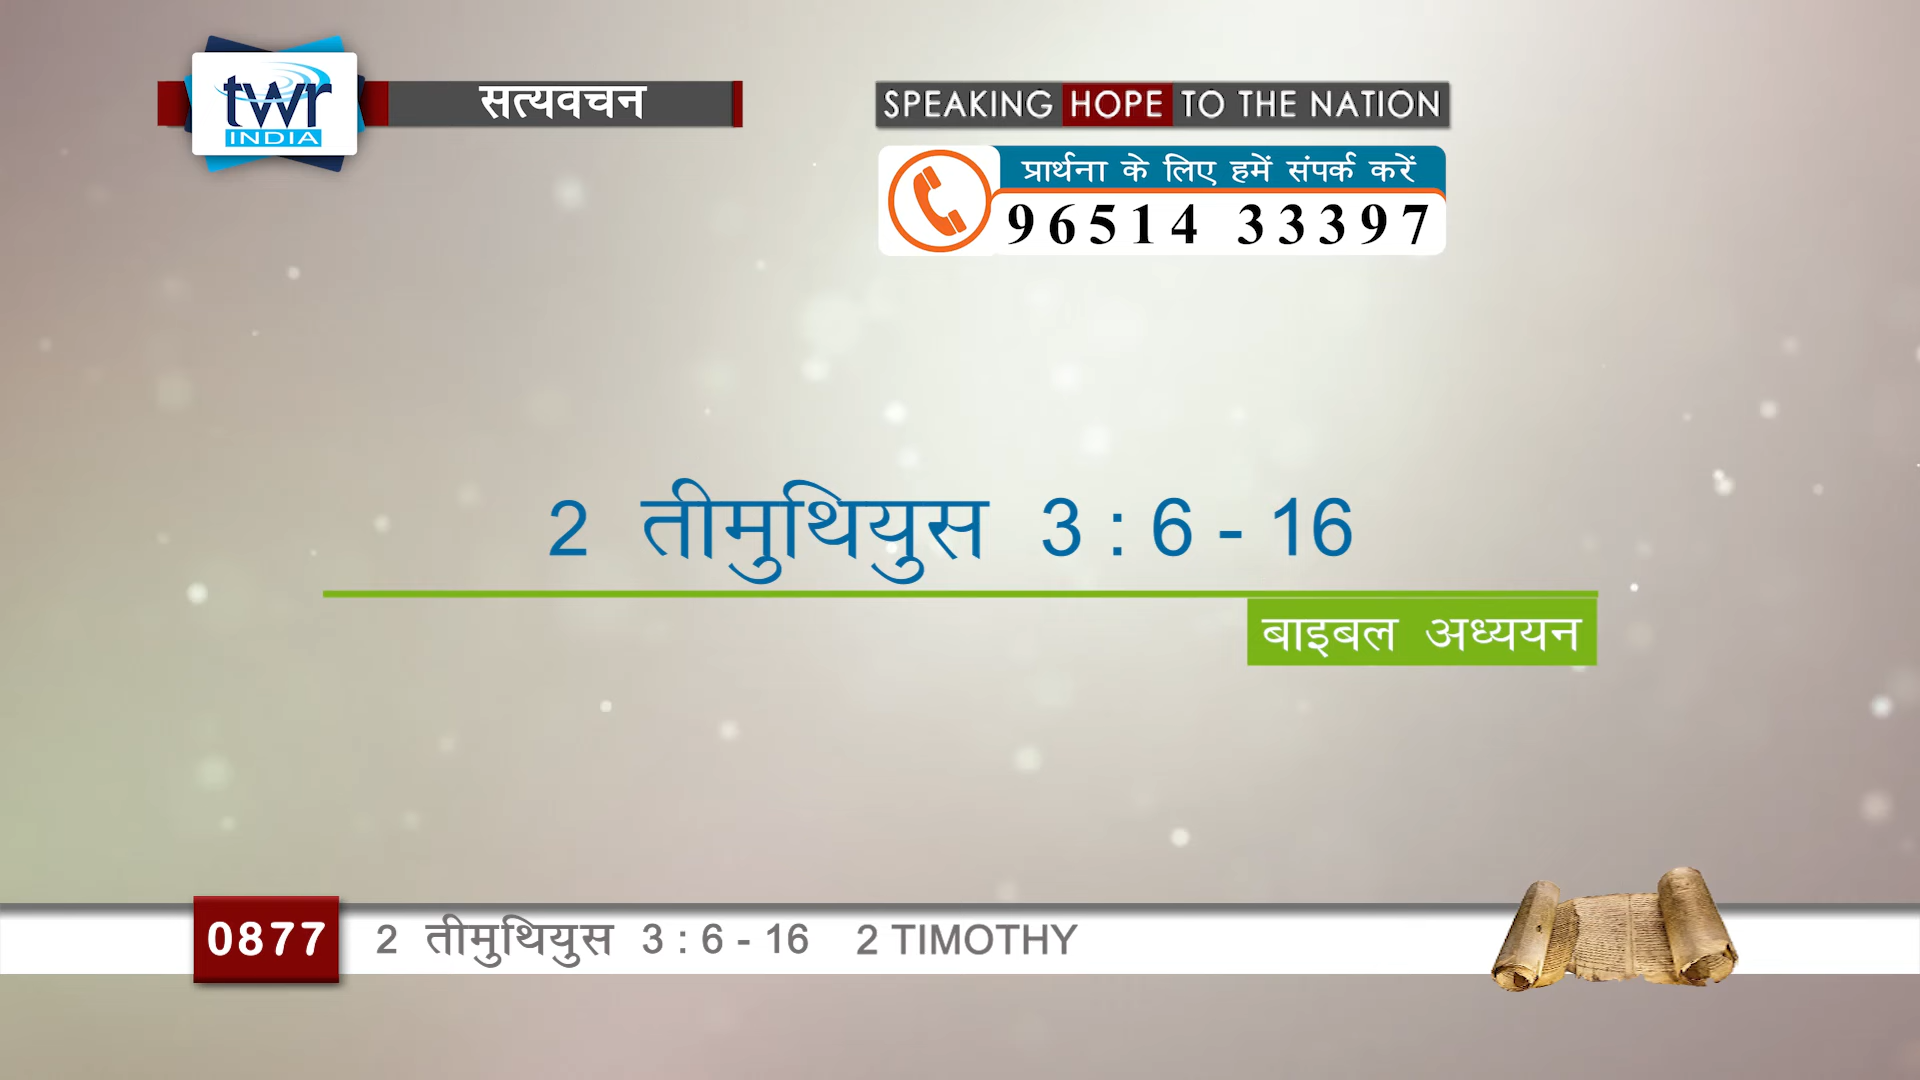 twr
INDIA
सत्यवचन
SPEAKING HOPE TO THE NATION
प्रार्थना के लिए हमें संपर्क करें
96514 33397
2 तीमुथियुस 3 : 6 - 16
बाइबल अध्ययन
0877 2 तीमुथियुस 3 : 6 - 16 2 TIMOTHY